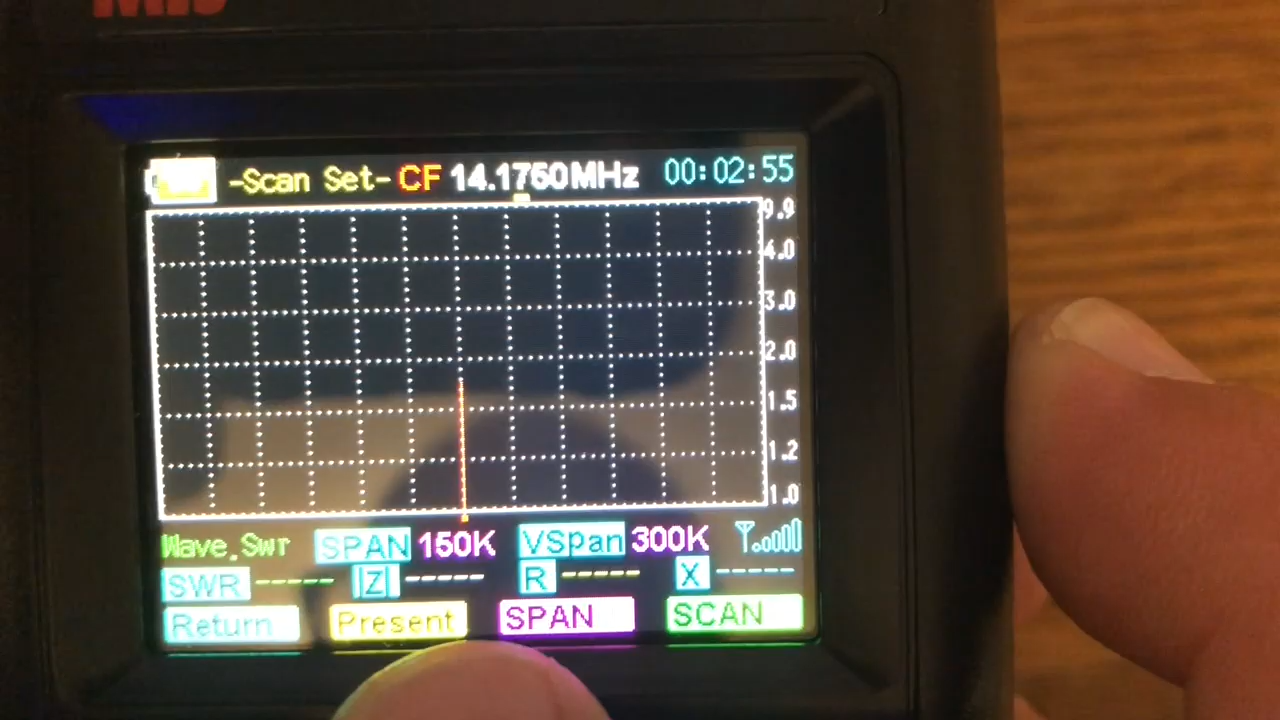 -Scan Set- CF 14.1750MHz 00:02:55
9.9
4.0
3.0
2.0
1.5
1.2
1.0
Wave.Swr SPAN 150K VSpan 300K
SWR ----- |Z| ----- R ----- X -----
Return Present SPAN SCAN